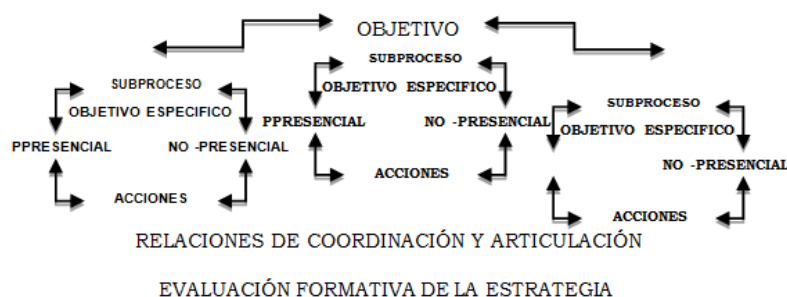 OBJETIVO
SUBPROCESO
OBJETIVO ESPECIFICO
PPRESENCIAL NO -PRESENCIAL
ACCIONES
SUBPROCESO
OBJETIVO ESPECIFICO
PPRESENCIAL NO -PRESENCIAL
ACCIONES
SUBPROCESO
OBJETIVO ESPECIFICO
NO -PRESENCIAL
ACCIONES
RELACIONES DE COORDINACIÓN Y ARTICULACIÓN
EVALUACIÓN FORMATIVA DE LA ESTRATEGIA